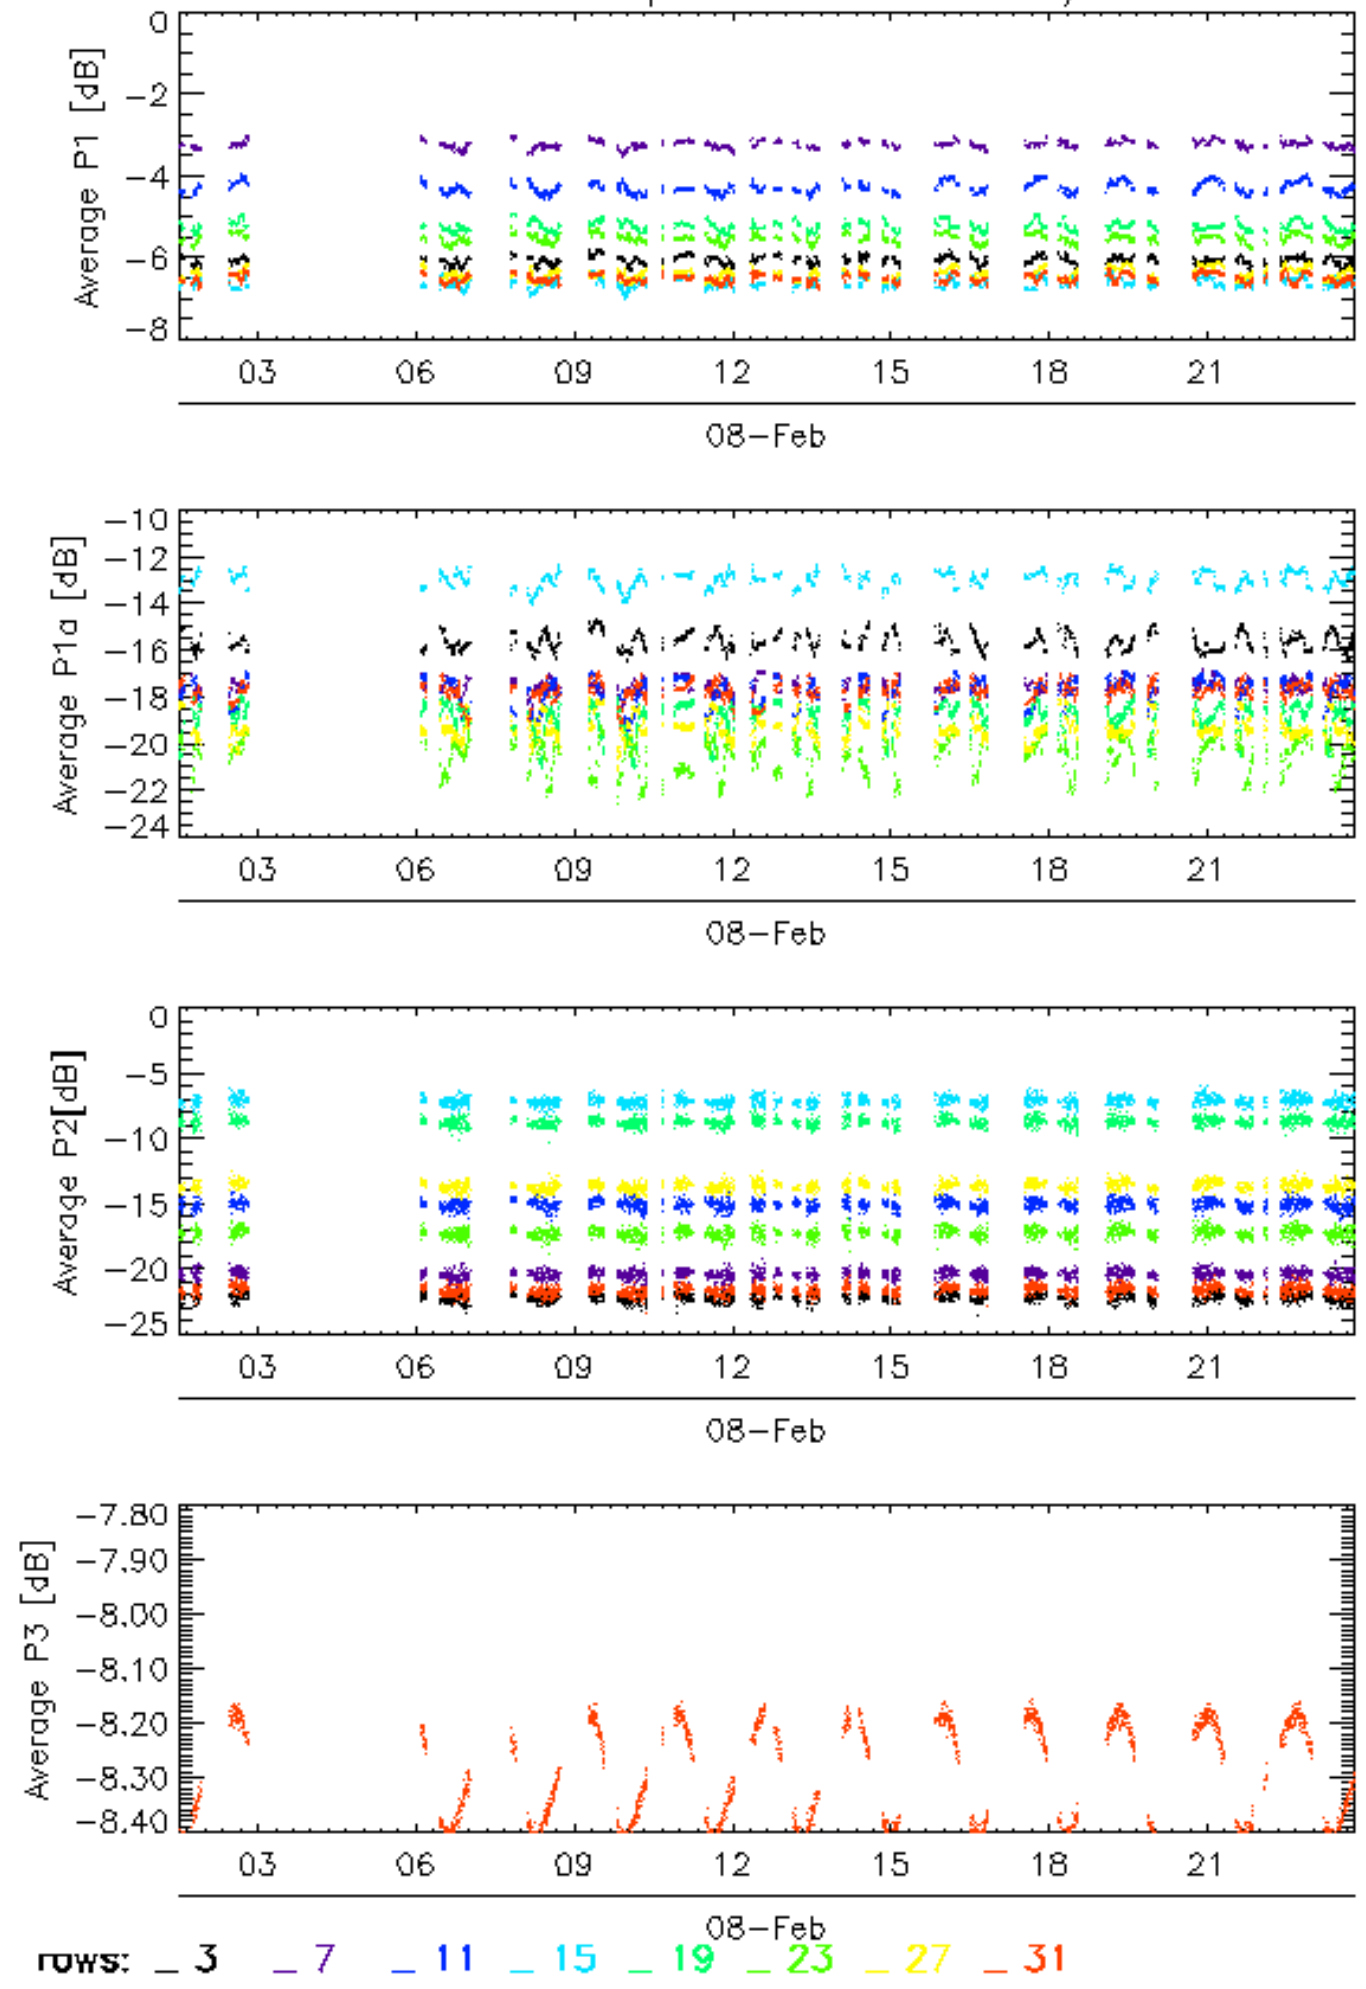 0
-2
-4
-6
-8
Average P1 [dB]
03 06 09 12 15 18 21
08-Feb
-10
-12
-14
-16
-18
-20
-22
-24
Average P1a [dB]
03 06 09 12 15 18 21
08-Feb
0
-5
-10
-15
-20
-25
Average P2[dB]
03 06 09 12 15 18 21
08-Feb
-7.80
-7.90
-8.00
-8.10
-8.20
-8.30
-8.40
Average P3 [dB]
03 06 09 12 15 18 21
08-Feb
rows: _ 3 _ 7 _ 11 _ 15 _ 19 _ 23 _ 27 _ 31